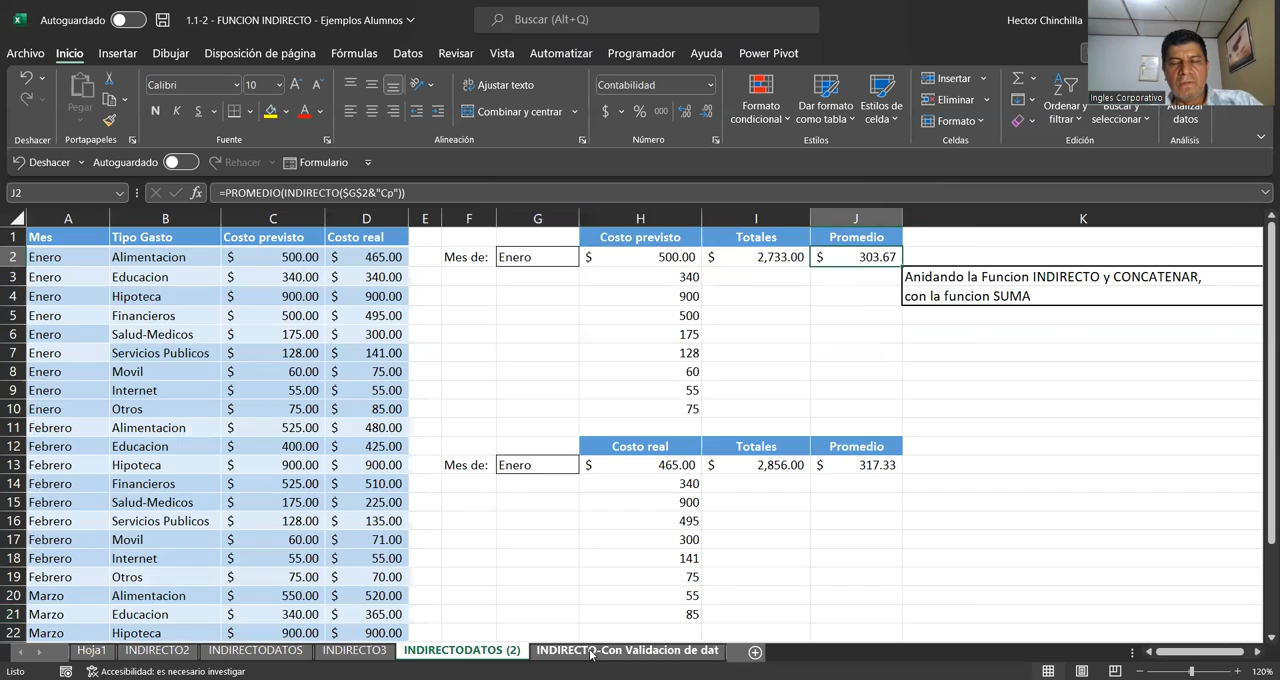 Autoguardado
1.1-2 - FUNCION INDIRECTO - Ejemplos Alumnos
Buscar (Alt+Q)
Hector Chinchilla
Archivo Inicio Insertar Dibujar Disposición de página Fórmulas Datos Revisar Vista Automatizar Programador Ayuda Power Pivot
Pegar
Calibri 10
N K S
Ajustar texto
Combinar y centrar
Contabilidad
$ % 000
Formato condicional
Dar formato como tabla
Estilos de celda
Insertar
Eliminar
Formato
Ordenar y filtrar
Buscar y seleccionar
Analizar datos
Ingles Corporativo
Deshacer Portapapeles Fuente Alineación Número Estilos Celdas Edición Análisis
Deshacer Autoguardado Rehacer Formulario
J2 fx =PROMEDIO(INDIRECTO($G$2&"Cp"))
A B C D E F G H I J K
1 Mes Tipo Gasto Costo previsto Costo real Costo previsto Totales Promedio
2 Enero Alimentacion $ 500.00 $ 465.00 Mes de: Enero $ 500.00 $ 2,733.00 $ 303.67
3 Enero Educacion $ 340.00 $ 340.00 340 Anidando la Funcion INDIRECTO y CONCATENAR,
4 Enero Hipoteca $ 900.00 $ 900.00 900 con la funcion SUMA
5 Enero Financieros $ 500.00 $ 495.00 500
6 Enero Salud-Medicos $ 175.00 $ 300.00 175
7 Enero Servicios Publicos $ 128.00 $ 141.00 128
8 Enero Movil $ 60.00 $ 75.00 60
9 Enero Internet $ 55.00 $ 55.00 55
10 Enero Otros $ 75.00 $ 85.00 75
11 Febrero Alimentacion $ 525.00 $ 480.00
12 Febrero Educacion $ 400.00 $ 425.00 Costo real Totales Promedio
13 Febrero Hipoteca $ 900.00 $ 900.00 Mes de: Enero $ 465.00 $ 2,856.00 $ 317.33
14 Febrero Financieros $ 525.00 $ 510.00 340
15 Febrero Salud-Medicos $ 175.00 $ 225.00 900
16 Febrero Servicios Publicos $ 128.00 $ 135.00 495
17 Febrero Movil $ 60.00 $ 71.00 300
18 Febrero Internet $ 55.00 $ 55.00 141
19 Febrero Otros $ 75.00 $ 70.00 75
20 Marzo Alimentacion $ 550.00 $ 520.00 55
21 Marzo Educacion $ 340.00 $ 365.00 85
22 Marzo Hipoteca $ 900.00 $ 900.00
Hoja1 INDIRECTO2 INDIRECTODATOS INDIRECTO3 INDIRECTODATOS (2) INDIRECTO-Con Validacion de dat
Listo Accesibilidad: es necesario investigar 120%